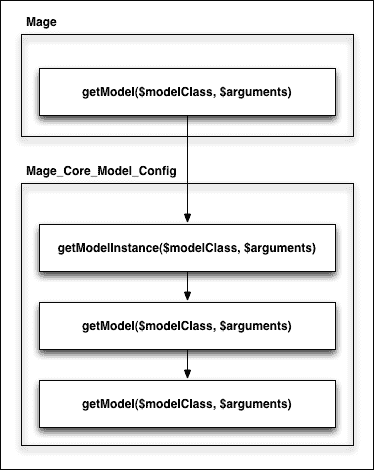 Mage
getModel($modelClass, $arguments)
Mage_Core_Model_Config
getModelInstance($modelClass, $arguments)
getModel($modelClass, $arguments)
getModel($modelClass, $arguments)